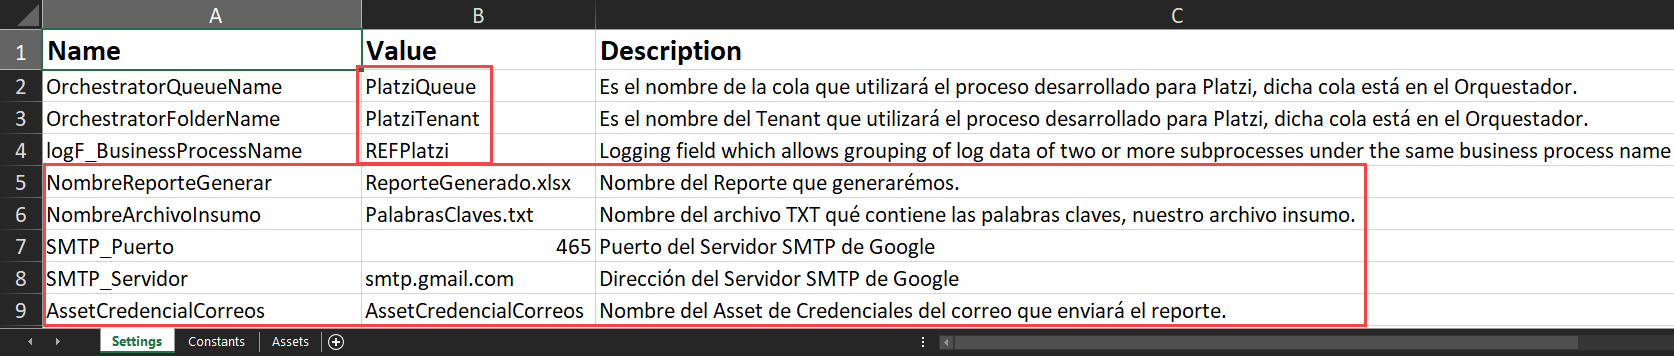 A B C
1 Name Value Description
2 OrchestratorQueueName PlatziQueue Es el nombre de la cola que utilizará el proceso desarrollado para Platzi, dicha cola está en el Orquestador.
3 OrchestratorFolderName PlatziTenant Es el nombre del Tenant que utilizará el proceso desarrollado para Platzi, dicha cola está en el Orquestador.
4 logF_BusinessProcessName REFPlatzi Logging field which allows grouping of log data of two or more subprocesses under the same business process name
5 NombreReporteGenerar ReporteGenerado.xlsx Nombre del Reporte que generarémos.
6 NombreArchivoInsumo PalabrasClaves.txt Nombre del archivo TXT qué contiene las palabras claves, nuestro archivo insumo.
7 SMTP_Puerto 465 Puerto del Servidor SMTP de Google
8 SMTP_Servidor smtp.gmail.com Dirección del Servidor SMTP de Google
9 AssetCredencialCorreos AssetCredencialCorreos Nombre del Asset de Credenciales del correo que enviará el reporte.
Settings Constants Assets